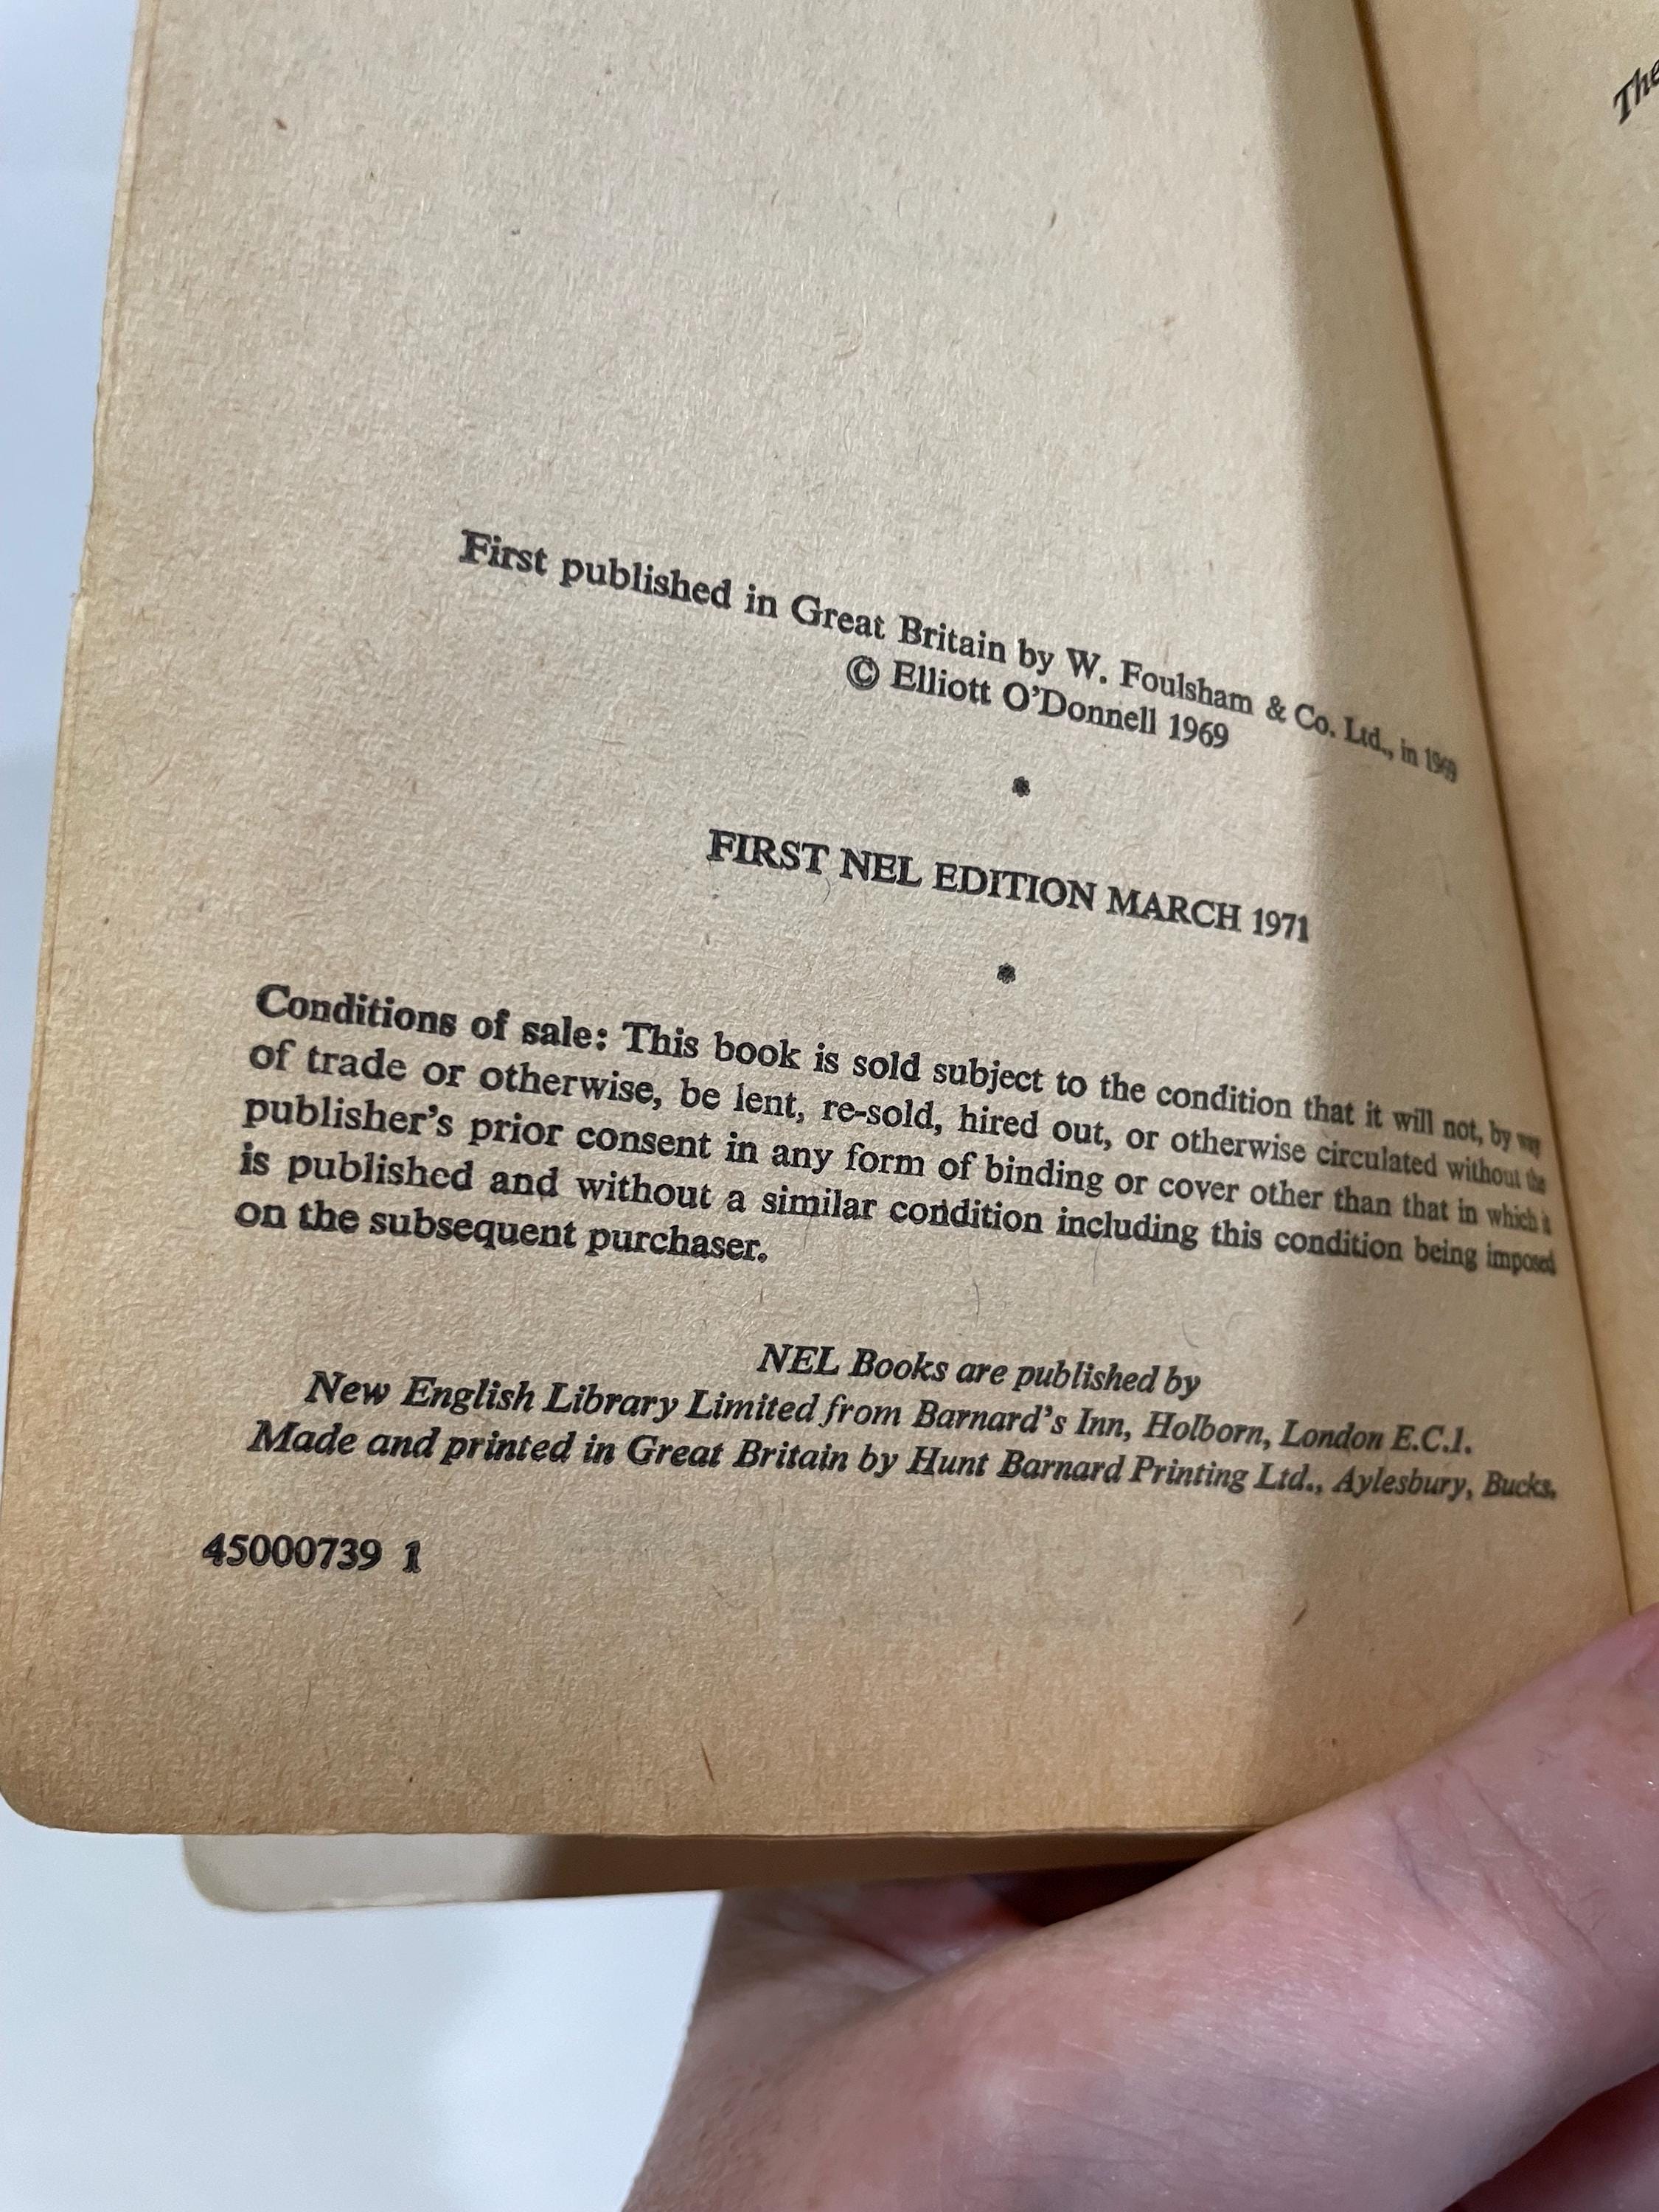 The
First published in Great Britain by W. Foulsham & Co. Ltd., in 1969
© Elliott O'Donnell 1969
*
FIRST NEL EDITION MARCH 1971
*
Conditions of sale: This book is sold subject to the condition that it will not, by way
of trade or otherwise, be lent, re-sold, hired out, or otherwise circulated without the
publisher's prior consent in any form of binding or cover other than that in which it
is published and without a similar condition including this condition being imposed
on the subsequent purchaser.
NEL Books are published by
New English Library Limited from Barnard's Inn, Holborn, London E.C.1.
Made and printed in Great Britain by Hunt Barnard Printing Ltd., Aylesbury, Bucks.
45000739 1